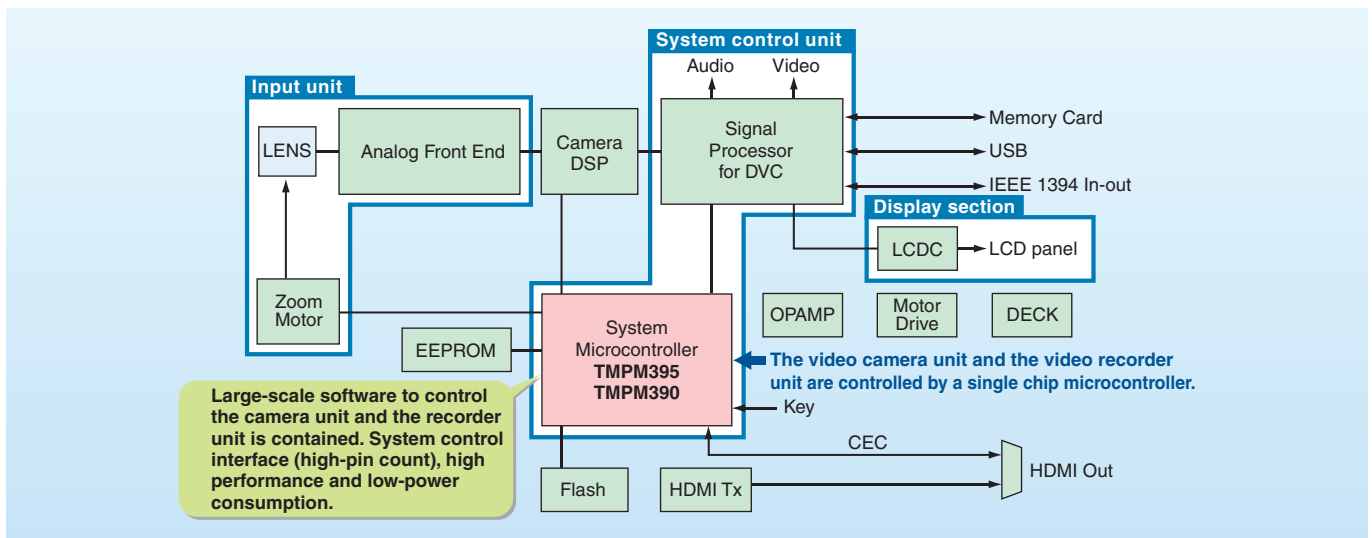 System control unit
Audio
Video
Input unit
LENS
Analog Front End
Camera
DSP
Signal
Processor
for DVC
Memory Card
USB
IEEE 1394 In-out
Display section
LCDC
LCD panel
Zoom
Motor
EEPROM
System
Microcontroller
TMPM395
TMPM390
OPAMP
Motor
Drive
DECK
The video camera unit and the video recorder
unit are controlled by a single chip microcontroller.
Key
Large-scale software to control
the camera unit and the recorder
unit is contained. System control
interface (high-pin count), high
performance and low-power
consumption.
CEC
Flash
HDMI Tx
HDMI Out